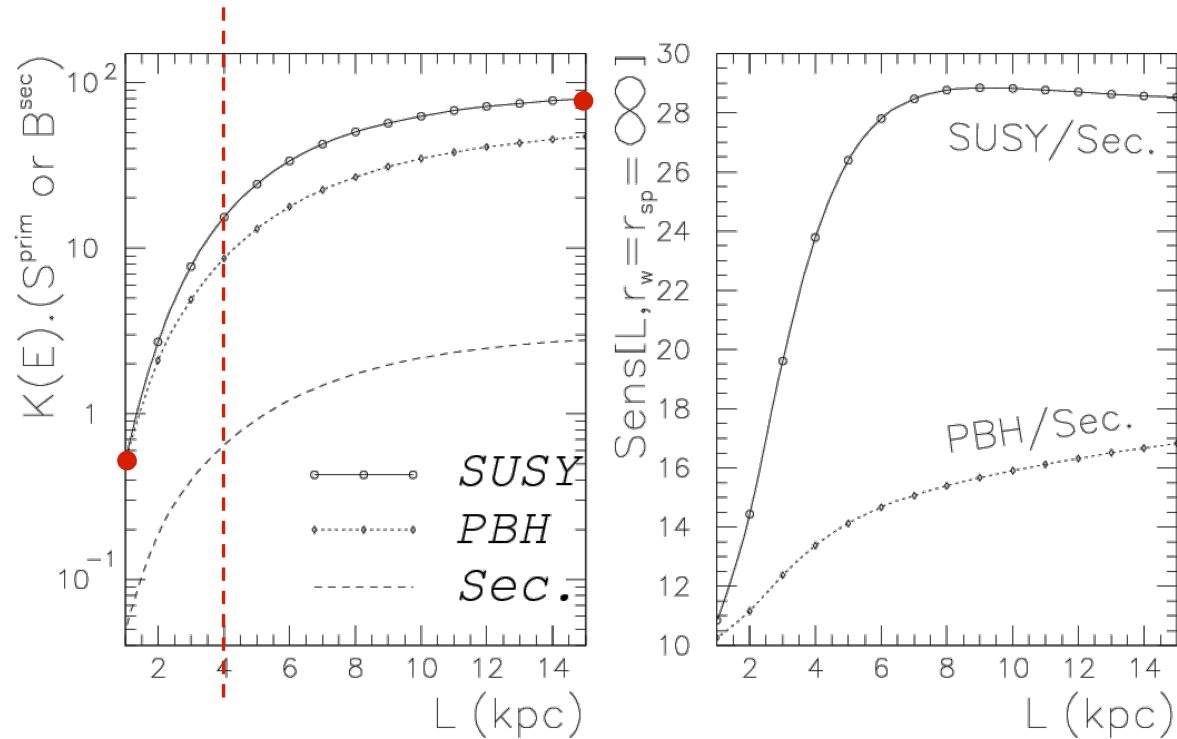 K(E).(S^prim or B^sec)
10^2
10
1
10^-1
SUSY
PBH
Sec.
2 4 6 8 10 12 14
L (kpc)
Sens[L,r_w=r_sp=∞]
30
28
26
24
22
20
18
16
14
12
10
SUSY/Sec.
PBH/Sec.
2 4 6 8 10 12 14
L (kpc)